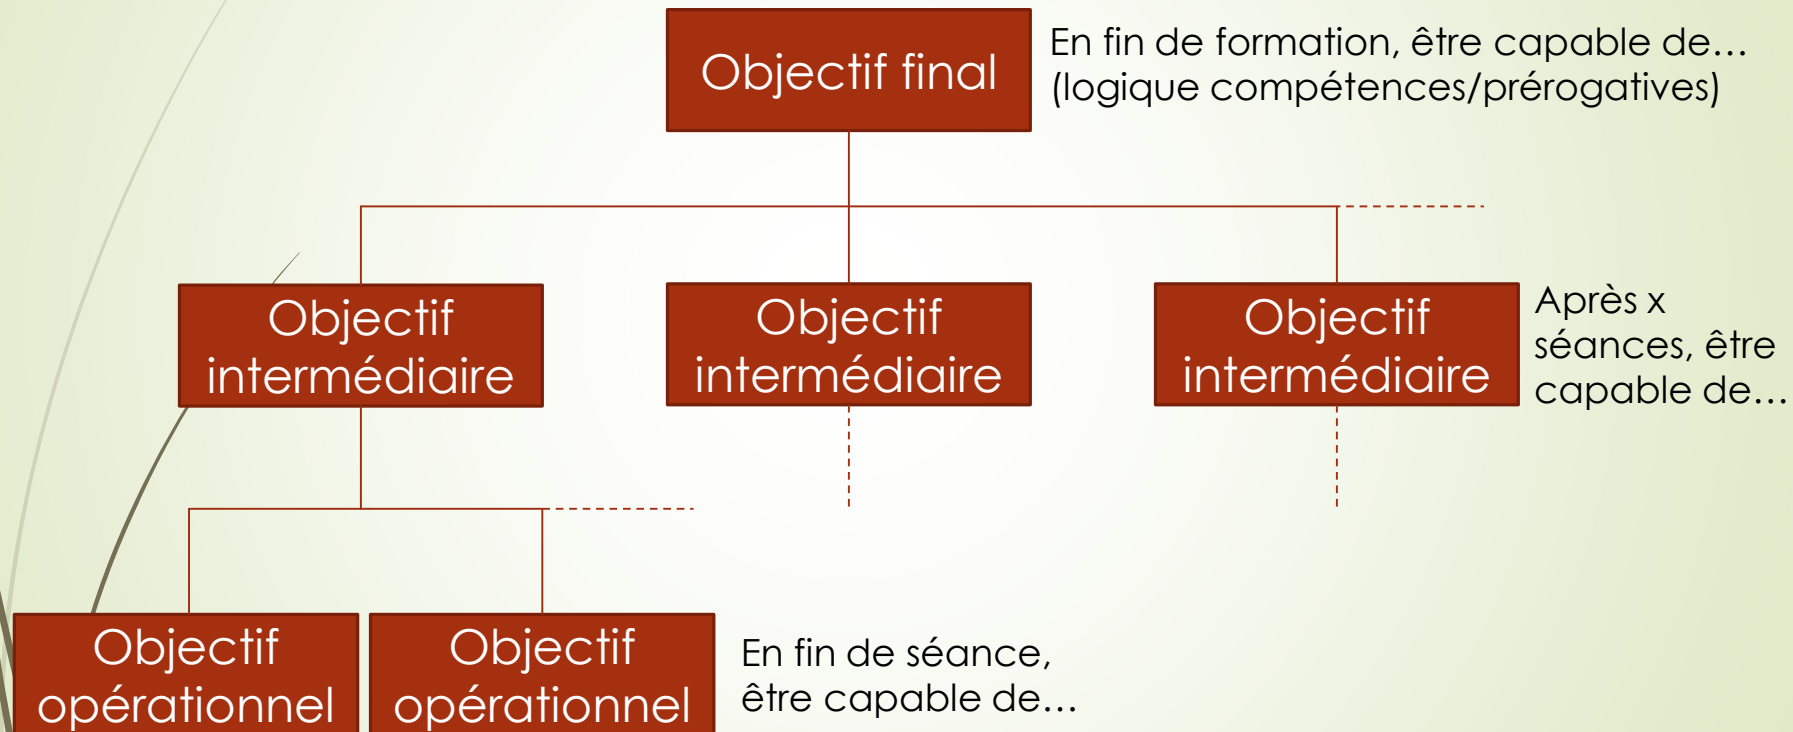 Objectif final
En fin de formation, être capable de…
(logique compétences/prérogatives)
Objectif
intermédiaire
Objectif
intermédiaire
Objectif
intermédiaire
Après x
séances, être
capable de…
Objectif
opérationnel
Objectif
opérationnel
En fin de séance,
être capable de…